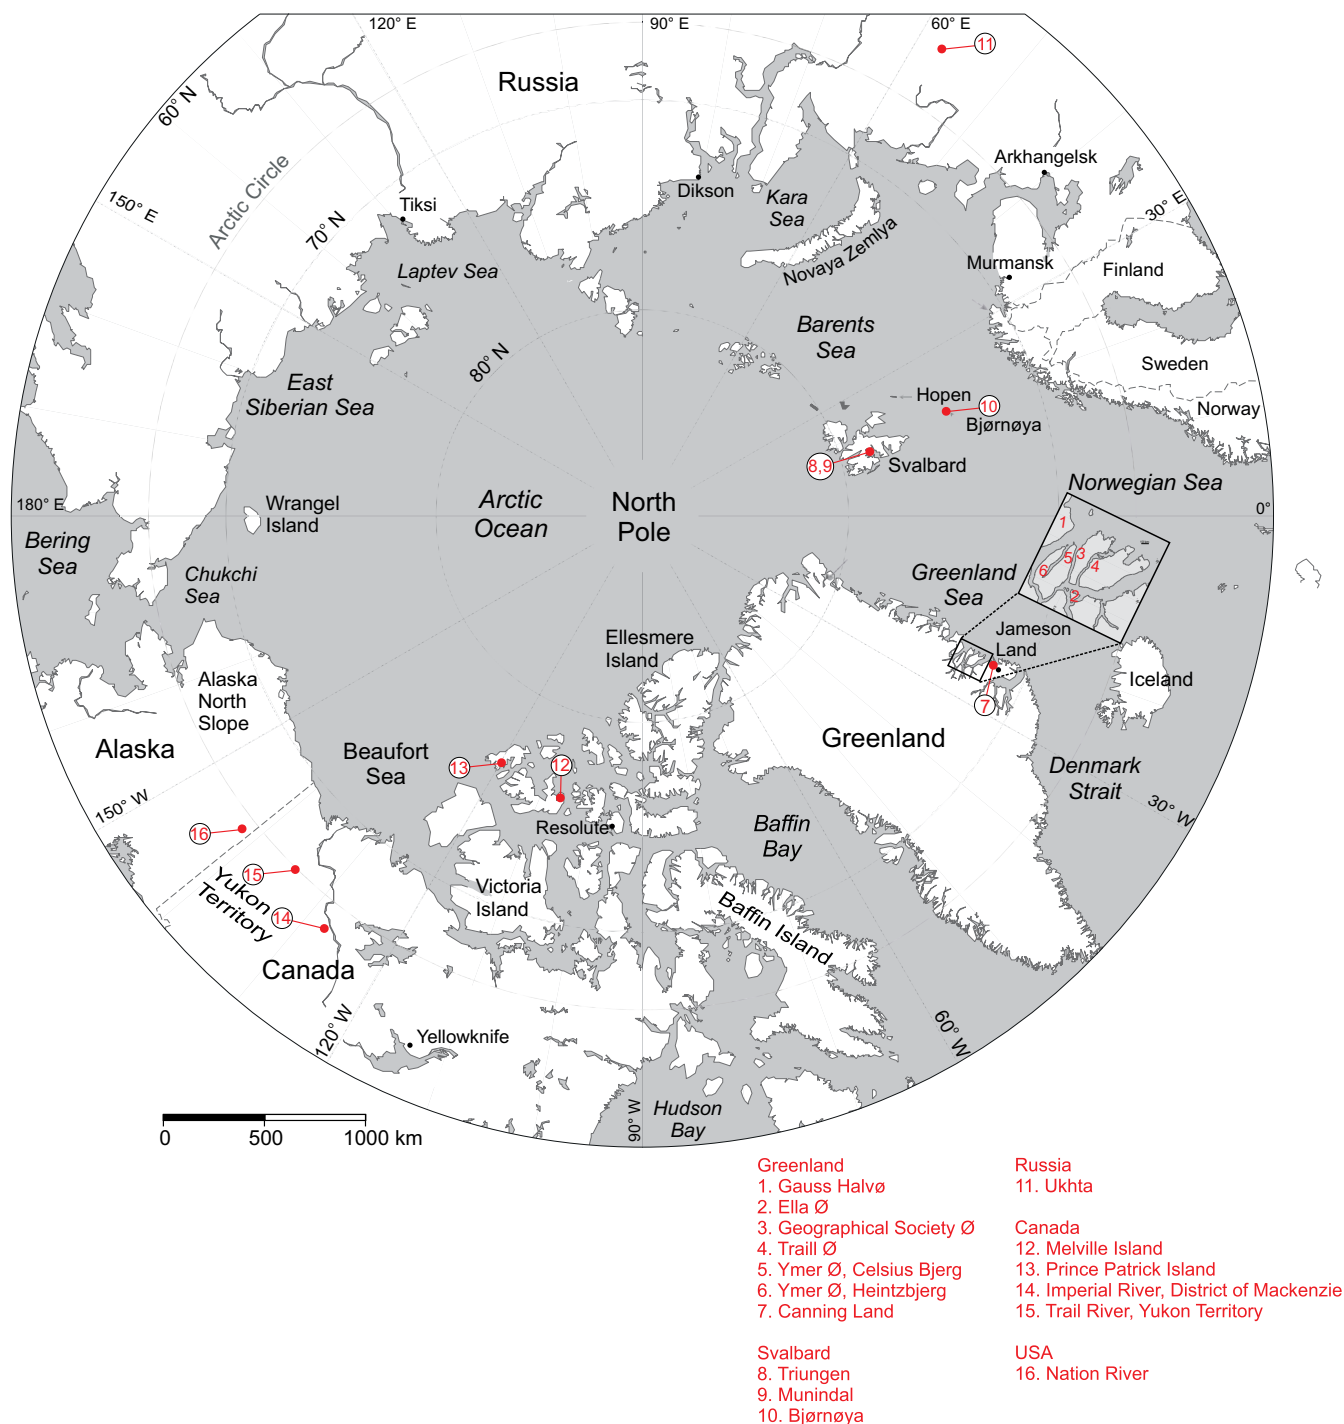 120° E
90° E
60° E
11
Russia
60° N
Arkhangelsk
Arctic Circle
Dikson
Kara
Sea
150° E
Tiksi
30° E
70° N
Novaya Zemlya
Murmansk
Finland
Laptev Sea
Barents
Sea
80° N
Sweden
East
Siberian Sea
Hopen
10
Bjørnøya
Norway
8,9
Svalbard
Norwegian Sea
180° E
Wrangel
Island
Arctic
Ocean
North
Pole
0°
Bering
Sea
1
3
5
4
6
2
Chukchi
Sea
Greenland
Sea
Jameson
Land
Ellesmere
Island
Alaska
North
Slope
Iceland
7
Alaska
Beaufort
Sea
Greenland
13
12
Denmark
Strait
150° W
30° W
16
Resolute
Baffin
Bay
15
Yukon
Territory
Victoria
Island
14
Baffin Island
Canada
120° W
Yellowknife
60° W
90° W
Hudson
Bay
0 500 1000 km
Greenland
1. Gauss Halvø
2. Ella Ø
3. Geographical Society Ø
4. Traill Ø
5. Ymer Ø, Celsius Bjerg
6. Ymer Ø, Heintzbjerg
7. Canning Land
Svalbard
8. Triungen
9. Munindal
10. Bjørnøya
Russia
11. Ukhta
Canada
12. Melville Island
13. Prince Patrick Island
14. Imperial River, District of Mackenzie
15. Trail River, Yukon Territory
USA
16. Nation River